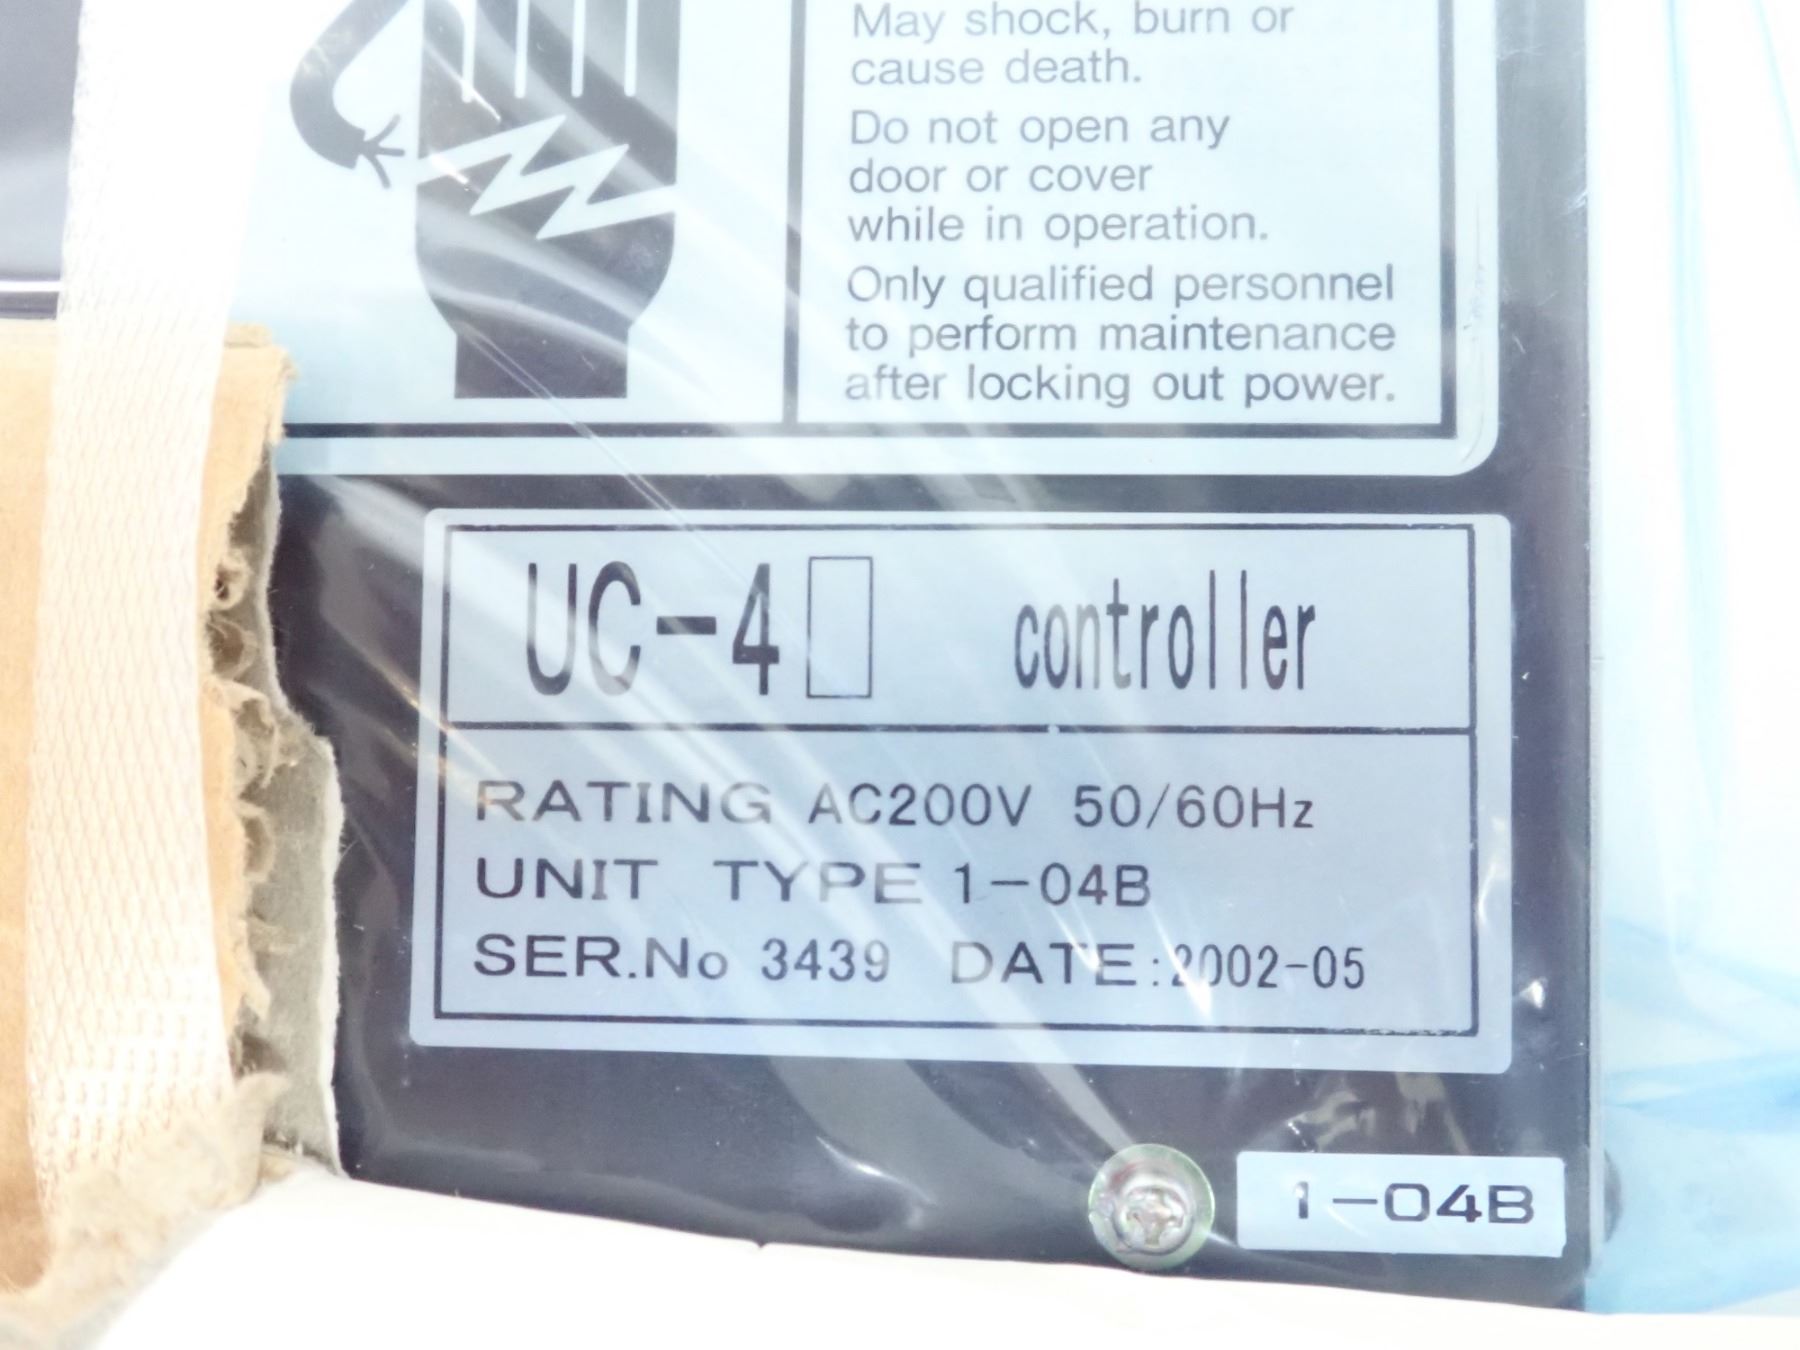 May shock, burn or
cause death.
Do not open any
door or cover
while in operation.
Only qualified personnel
to perform maintenance
after locking out power.
UC-4□ controller
RATING AC200V 50/60Hz
UNIT TYPE 1-04B
SER.No 3439 DATE:2002-05
1-04B